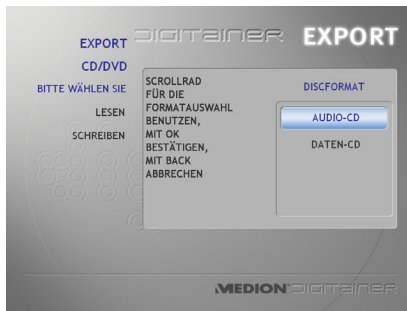 DIGITAINER
EXPORT
EXPORT
CD/DVD
BITTE WÄHLEN SIE
LESEN
SCHREIBEN
SCROLLRAD
FÜR DIE
FORMATAUSWAHL
BENUTZEN,
MIT OK
BESTÄTIGEN,
MIT BACK
ABBRECHEN
DISCFORMAT
AUDIO-CD
DATEN-CD
MEDION® DIGITAINER